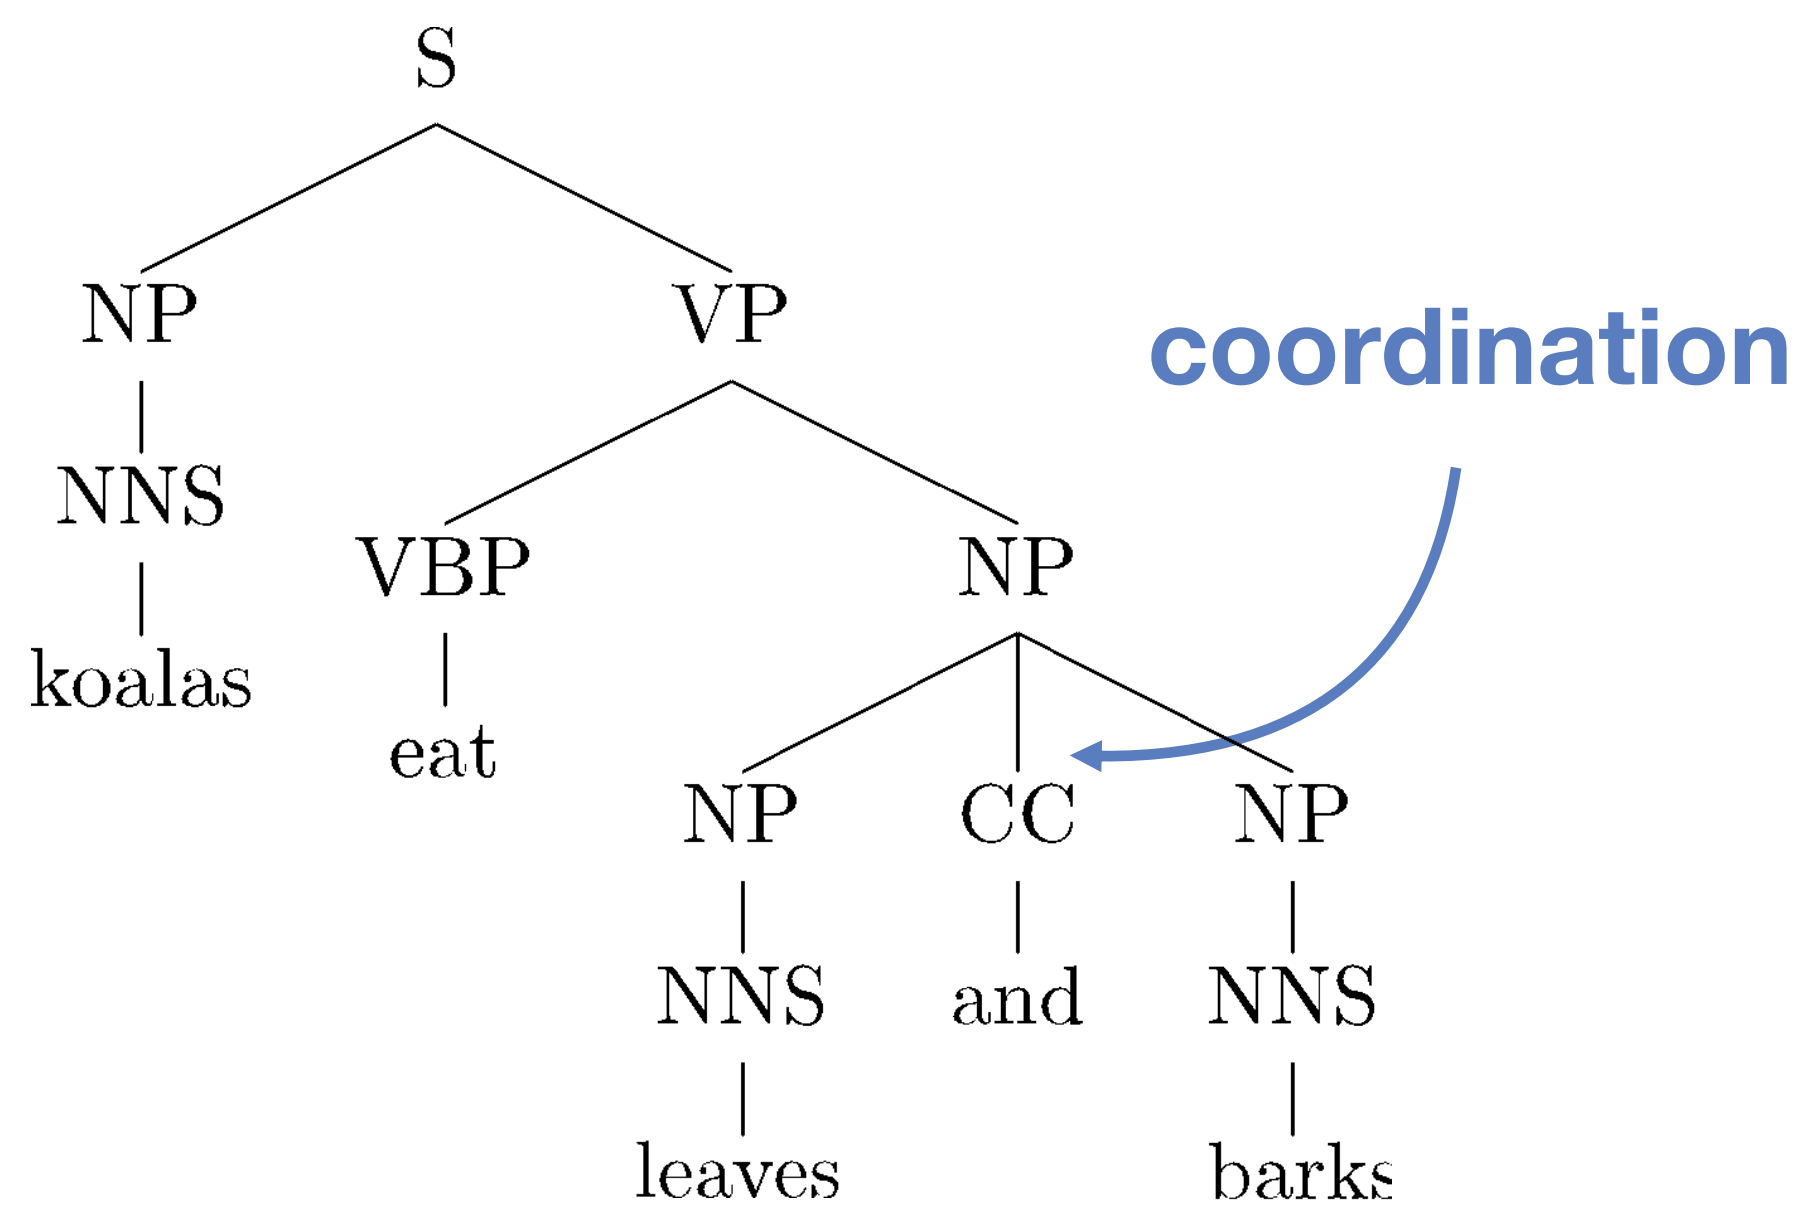 S
NP VP
coordination
NNS
VBP NP
koalas
eat
NP CC NP
NNS and NNS
leaves barks